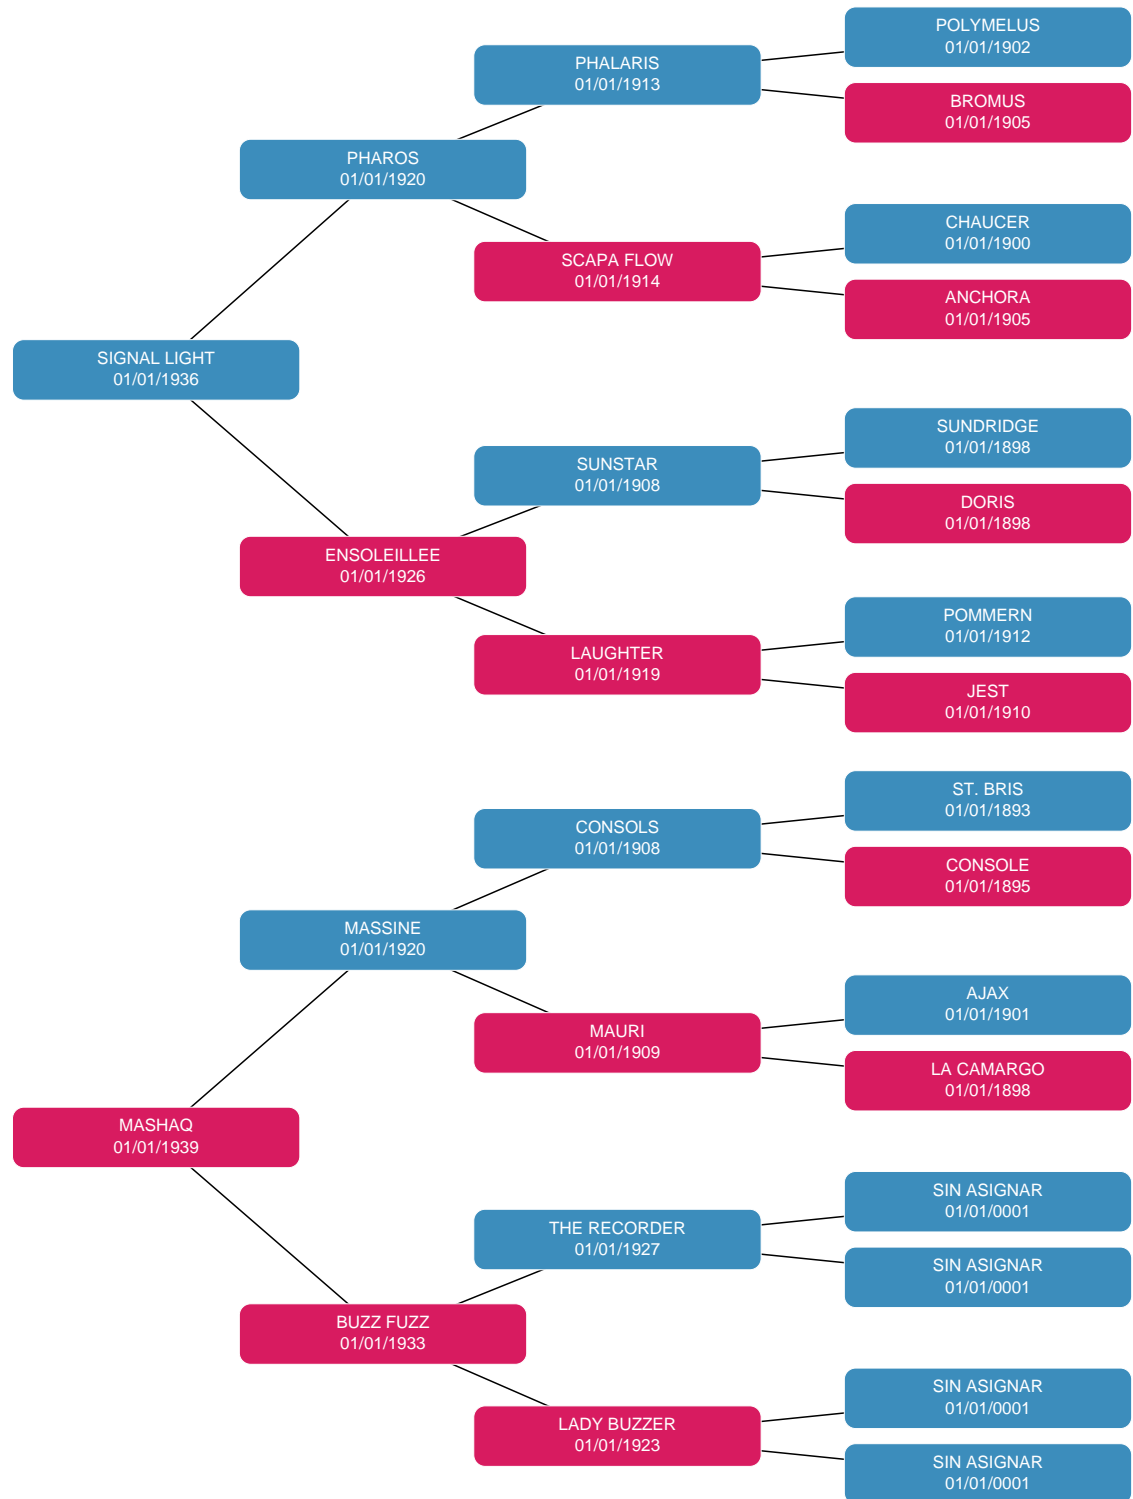 POLYMELUS
01/01/1902
PHALARIS
01/01/1913
BROMUS
01/01/1905
PHAROS
01/01/1920
CHAUCER
01/01/1900
SCAPA FLOW
01/01/1914
ANCHORA
01/01/1905
SIGNAL LIGHT
01/01/1936
SUNDRIDGE
01/01/1898
SUNSTAR
01/01/1908
DORIS
01/01/1898
ENSOLEILLEE
01/01/1926
POMMERN
01/01/1912
LAUGHTER
01/01/1919
JEST
01/01/1910
ST. BRIS
01/01/1893
CONSOLS
01/01/1908
CONSOLE
01/01/1895
MASSINE
01/01/1920
AJAX
01/01/1901
MAURI
01/01/1909
LA CAMARGO
01/01/1898
MASHAQ
01/01/1939
SIN ASIGNAR
01/01/0001
THE RECORDER
01/01/1927
SIN ASIGNAR
01/01/0001
BUZZ FUZZ
01/01/1933
SIN ASIGNAR
01/01/0001
LADY BUZZER
01/01/1923
SIN ASIGNAR
01/01/0001